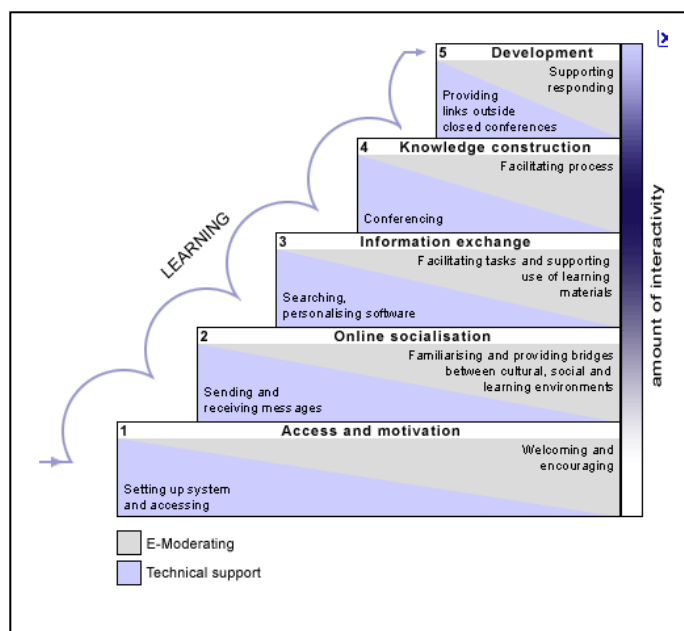 5 Development
Supporting
responding
Providing
links outside
closed conferences
4 Knowledge construction
Facilitating process
Conferencing
3 Information exchange
Facilitating tasks and supporting
use of learning
materials
Searching,
personalising software
2 Online socialisation
Familiarising and providing bridges
between cultural, social and
learning environments
Sending and
receiving messages
1 Access and motivation
Welcoming and
encouraging
Setting up system
and accessing
LEARNING
amount of interactivity
E-Moderating
Technical support